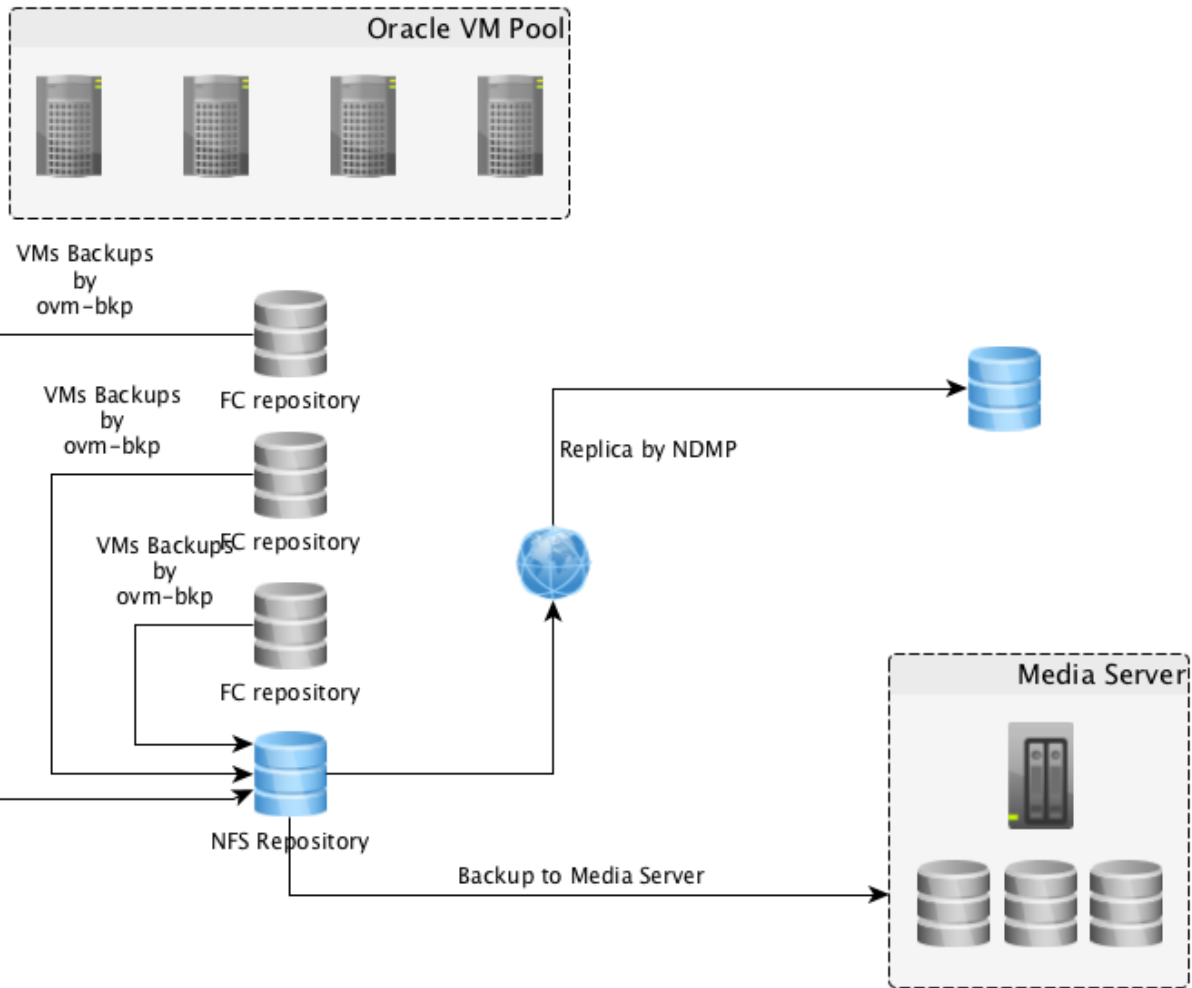 Oracle VM Pool
VMs Backups
by
ovm-bkp
FC repository
VMs Backups
by
ovm-bkp
FC repository
VMs Backups
by
ovm-bkp
FC repository
NFS Repository
Replica by NDMP
Backup to Media Server
Media Server